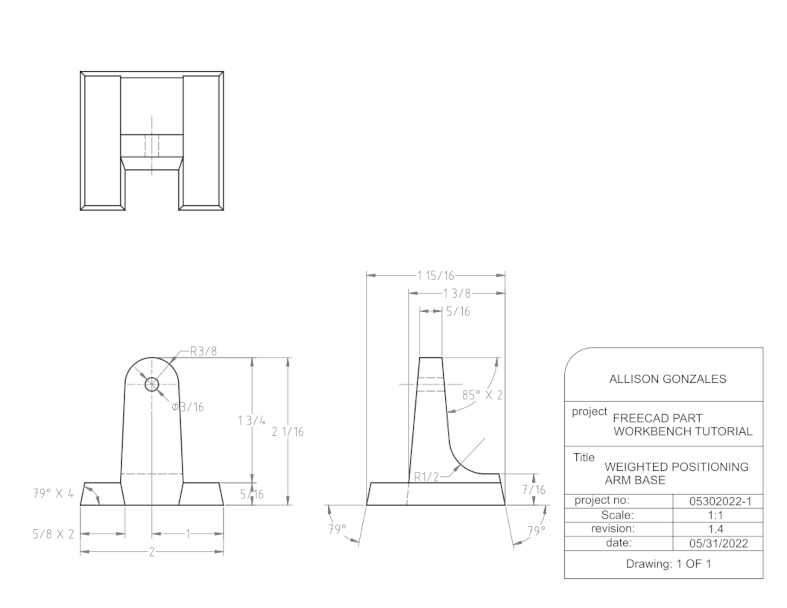 1 15/16
1 3/8
5/16
R3/8
Φ3/16
85° X 2
1 3/4
2 1/16
R1/2
79° X 4
5/16
7/16
5/8 X 2
1
2
79°
79°
ALLISON GONZALES
project
FREECAD PART
WORKBENCH TUTORIAL
Title
WEIGHTED POSITIONING
ARM BASE
project no: 05302022-1
Scale: 1:1
revision: 1.4
date: 05/31/2022
Drawing: 1 OF 1